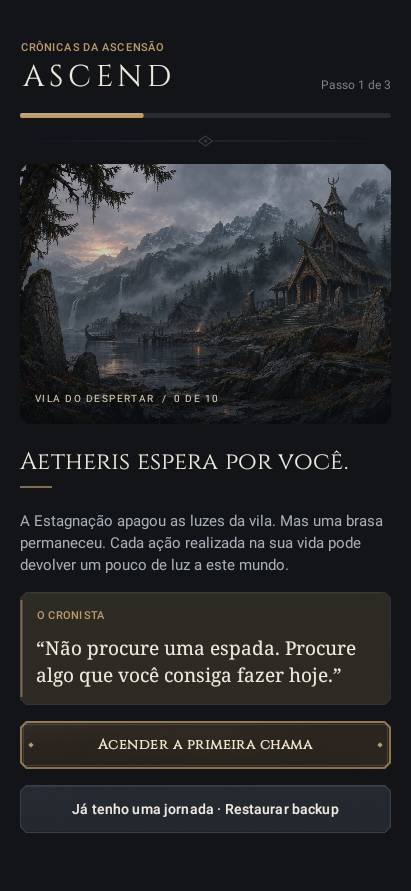 CRÔNICAS DA ASCENSÃO
ASCEND
Passo 1 de 3
VILA DO DESPERTAR / 0 DE 10
Aetheris espera por você.
A Estagnação apagou as luzes da vila. Mas uma brasa
permaneceu. Cada ação realizada na sua vida pode
devolver um pouco de luz a este mundo.
O CRONISTA
“Não procure uma espada. Procure
algo que você consiga fazer hoje.”
Acender a primeira chama
Já tenho uma jornada · Restaurar backup